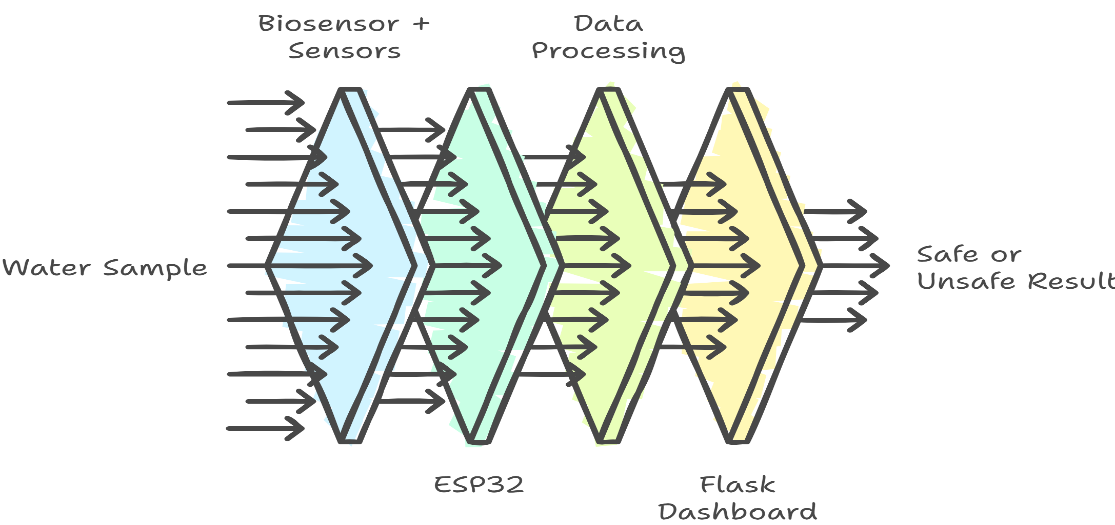 Biosensor +
Sensors
Data
Processing
Water Sample
Safe or
Unsafe Result
ESP32
Flask
Dashboard